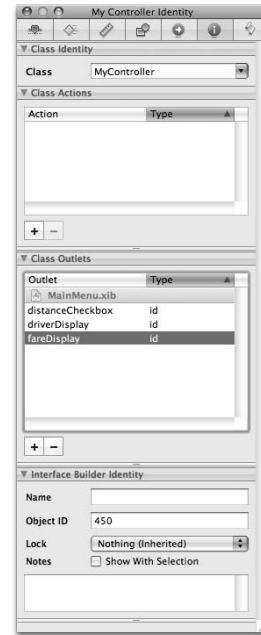 My Controller Identity
Class Identity
Class MyController
Class Actions
Action Type
+ −
Class Outlets
Outlet Type
MainMenu.xib
distanceCheckbox id
driverDisplay id
fareDisplay id
+ −
Interface Builder Identity
Name
Object ID 450
Lock Nothing (Inherited)
Notes Show With Selection